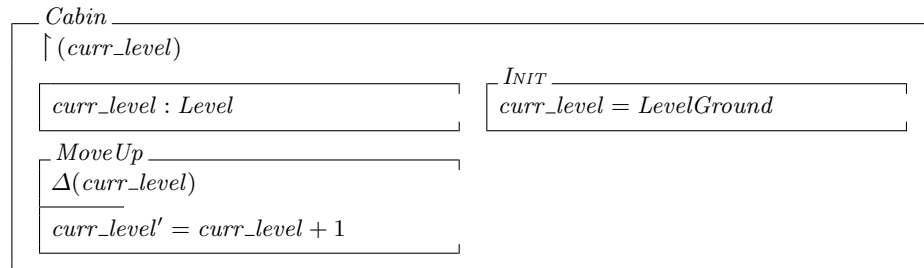 Cabin
↾(curr_level)
curr_level : Level
INIT
curr_level = LevelGround
MoveUp
Δ(curr_level)
curr_level′ = curr_level + 1